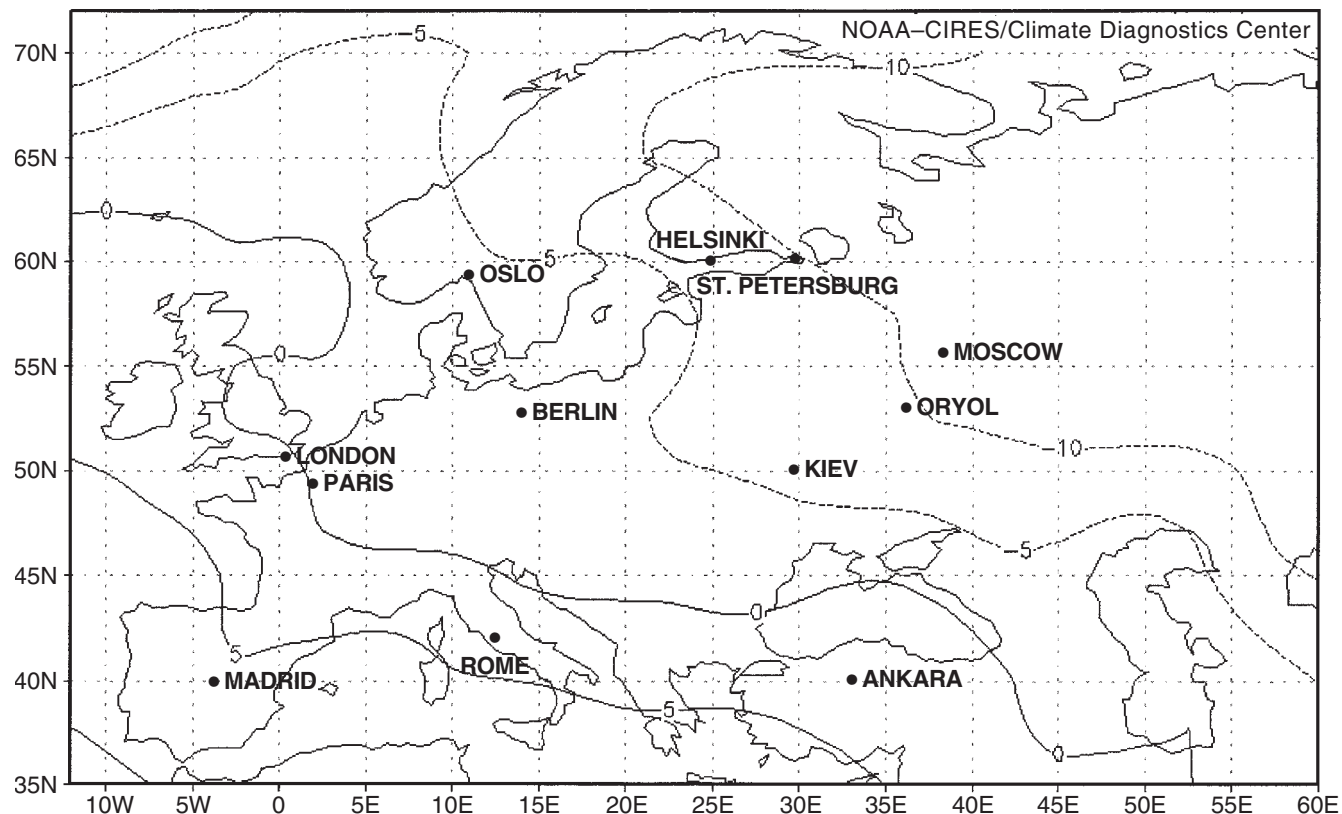 NOAA–CIRES/Climate Diagnostics Center
70N
–5
–10
65N
0
HELSINKI
60N
–5
OSLO
ST. PETERSBURG
55N
0
MOSCOW
BERLIN
ORYOL
–10
50N
LONDON
KIEV
PARIS
–5
45N
0
5
ROME
40N
MADRID
ANKARA
5
0
35N
10W 5W 0 5E 10E 15E 20E 25E 30E 35E 40E 45E 50E 55E 60E